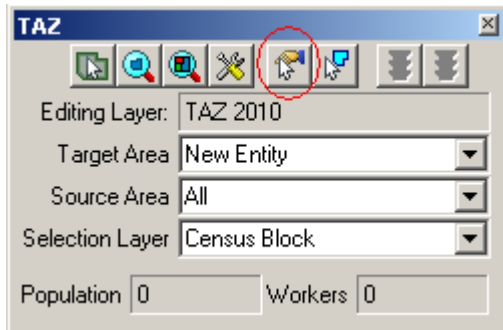 TAZ
Editing Layer: TAZ 2010
Target Area New Entity
Source Area All
Selection Layer Census Block
Population 0 Workers 0